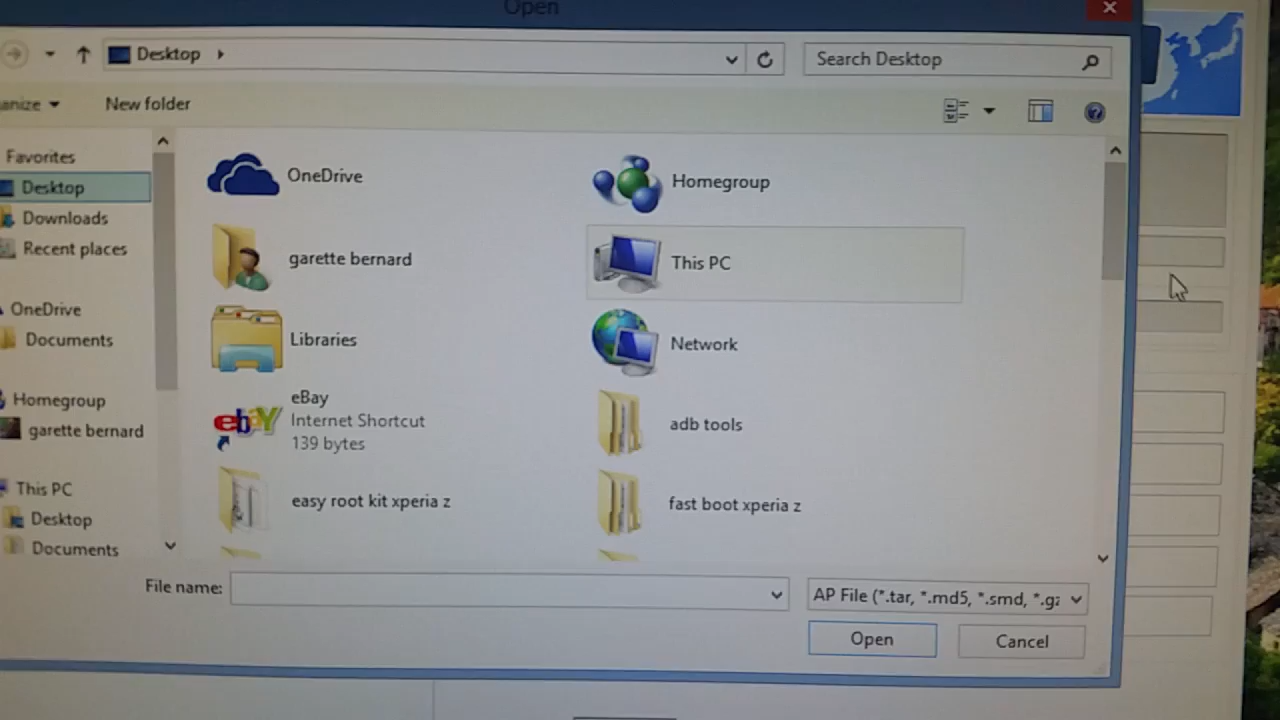 Open
Desktop
Search Desktop
anize
New folder
Favorites
Desktop
Downloads
Recent places
OneDrive
Documents
Homegroup
garette bernard
This PC
Desktop
Documents
OneDrive
Homegroup
garette bernard
This PC
Libraries
Network
ebay
eBay
Internet Shortcut
139 bytes
adb tools
easy root kit xperia z
fast boot xperia z
File name:
AP File (*.tar, *.md5, *.smd, *.gz
Open
Cancel